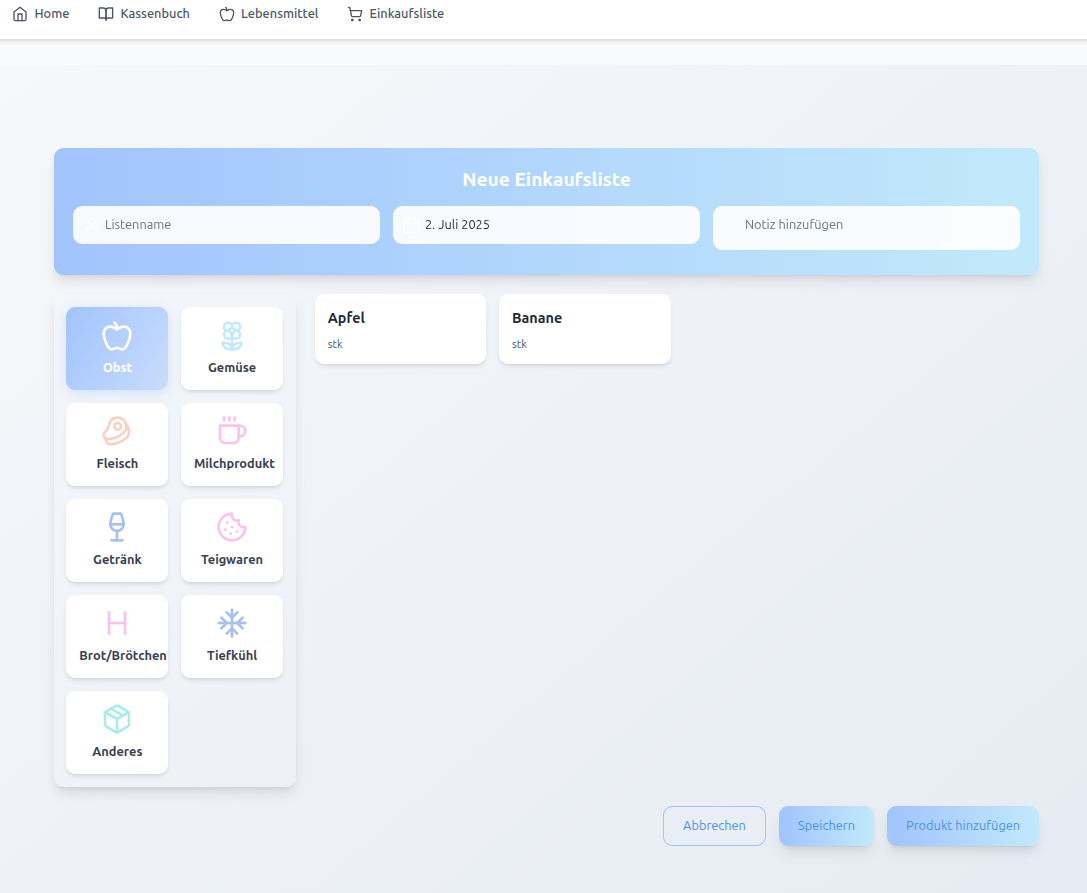 Home Kassenbuch Lebensmittel Einkaufsliste
Neue Einkaufsliste
Listenname 2. Juli 2025 Notiz hinzufügen
Obst Gemüse
Fleisch Milchprodukt
Getränk Teigwaren
Brot/Brötchen Tiefkühl
Anderes
Apfel Banane
stk stk
Abbrechen Speichern Produkt hinzufügen